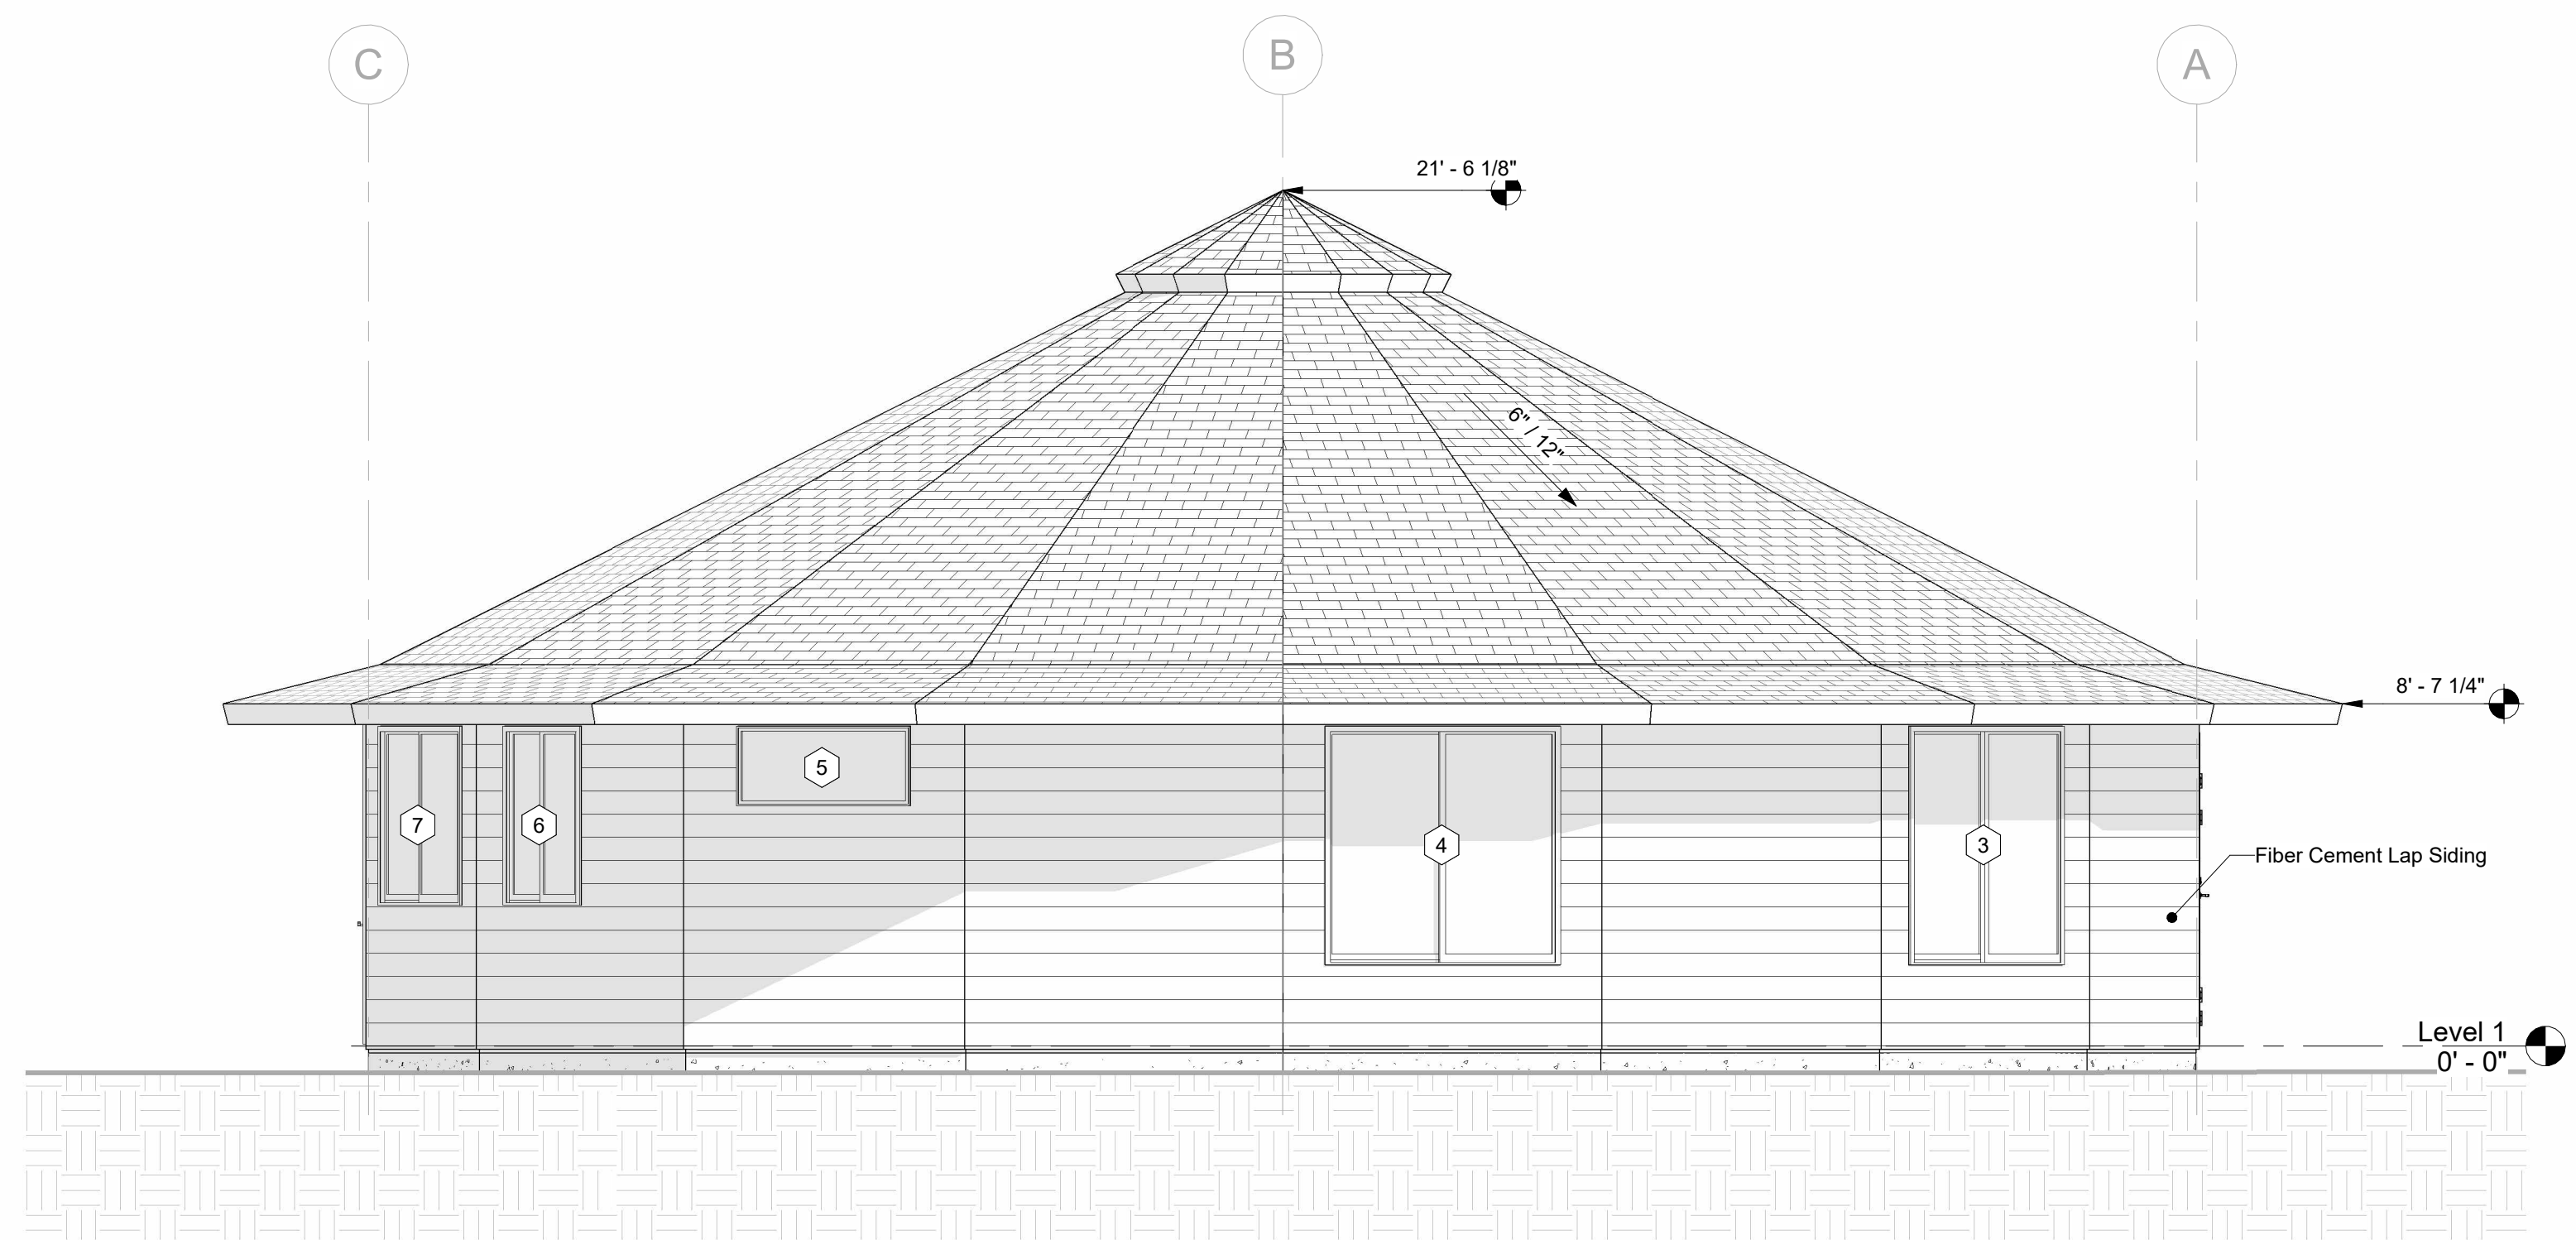 C
B
A
21' - 6 1/8"
6" / 12"
8' - 7 1/4"
5
7
6
4
3
Fiber Cement Lap Siding
Level 1
0' - 0"